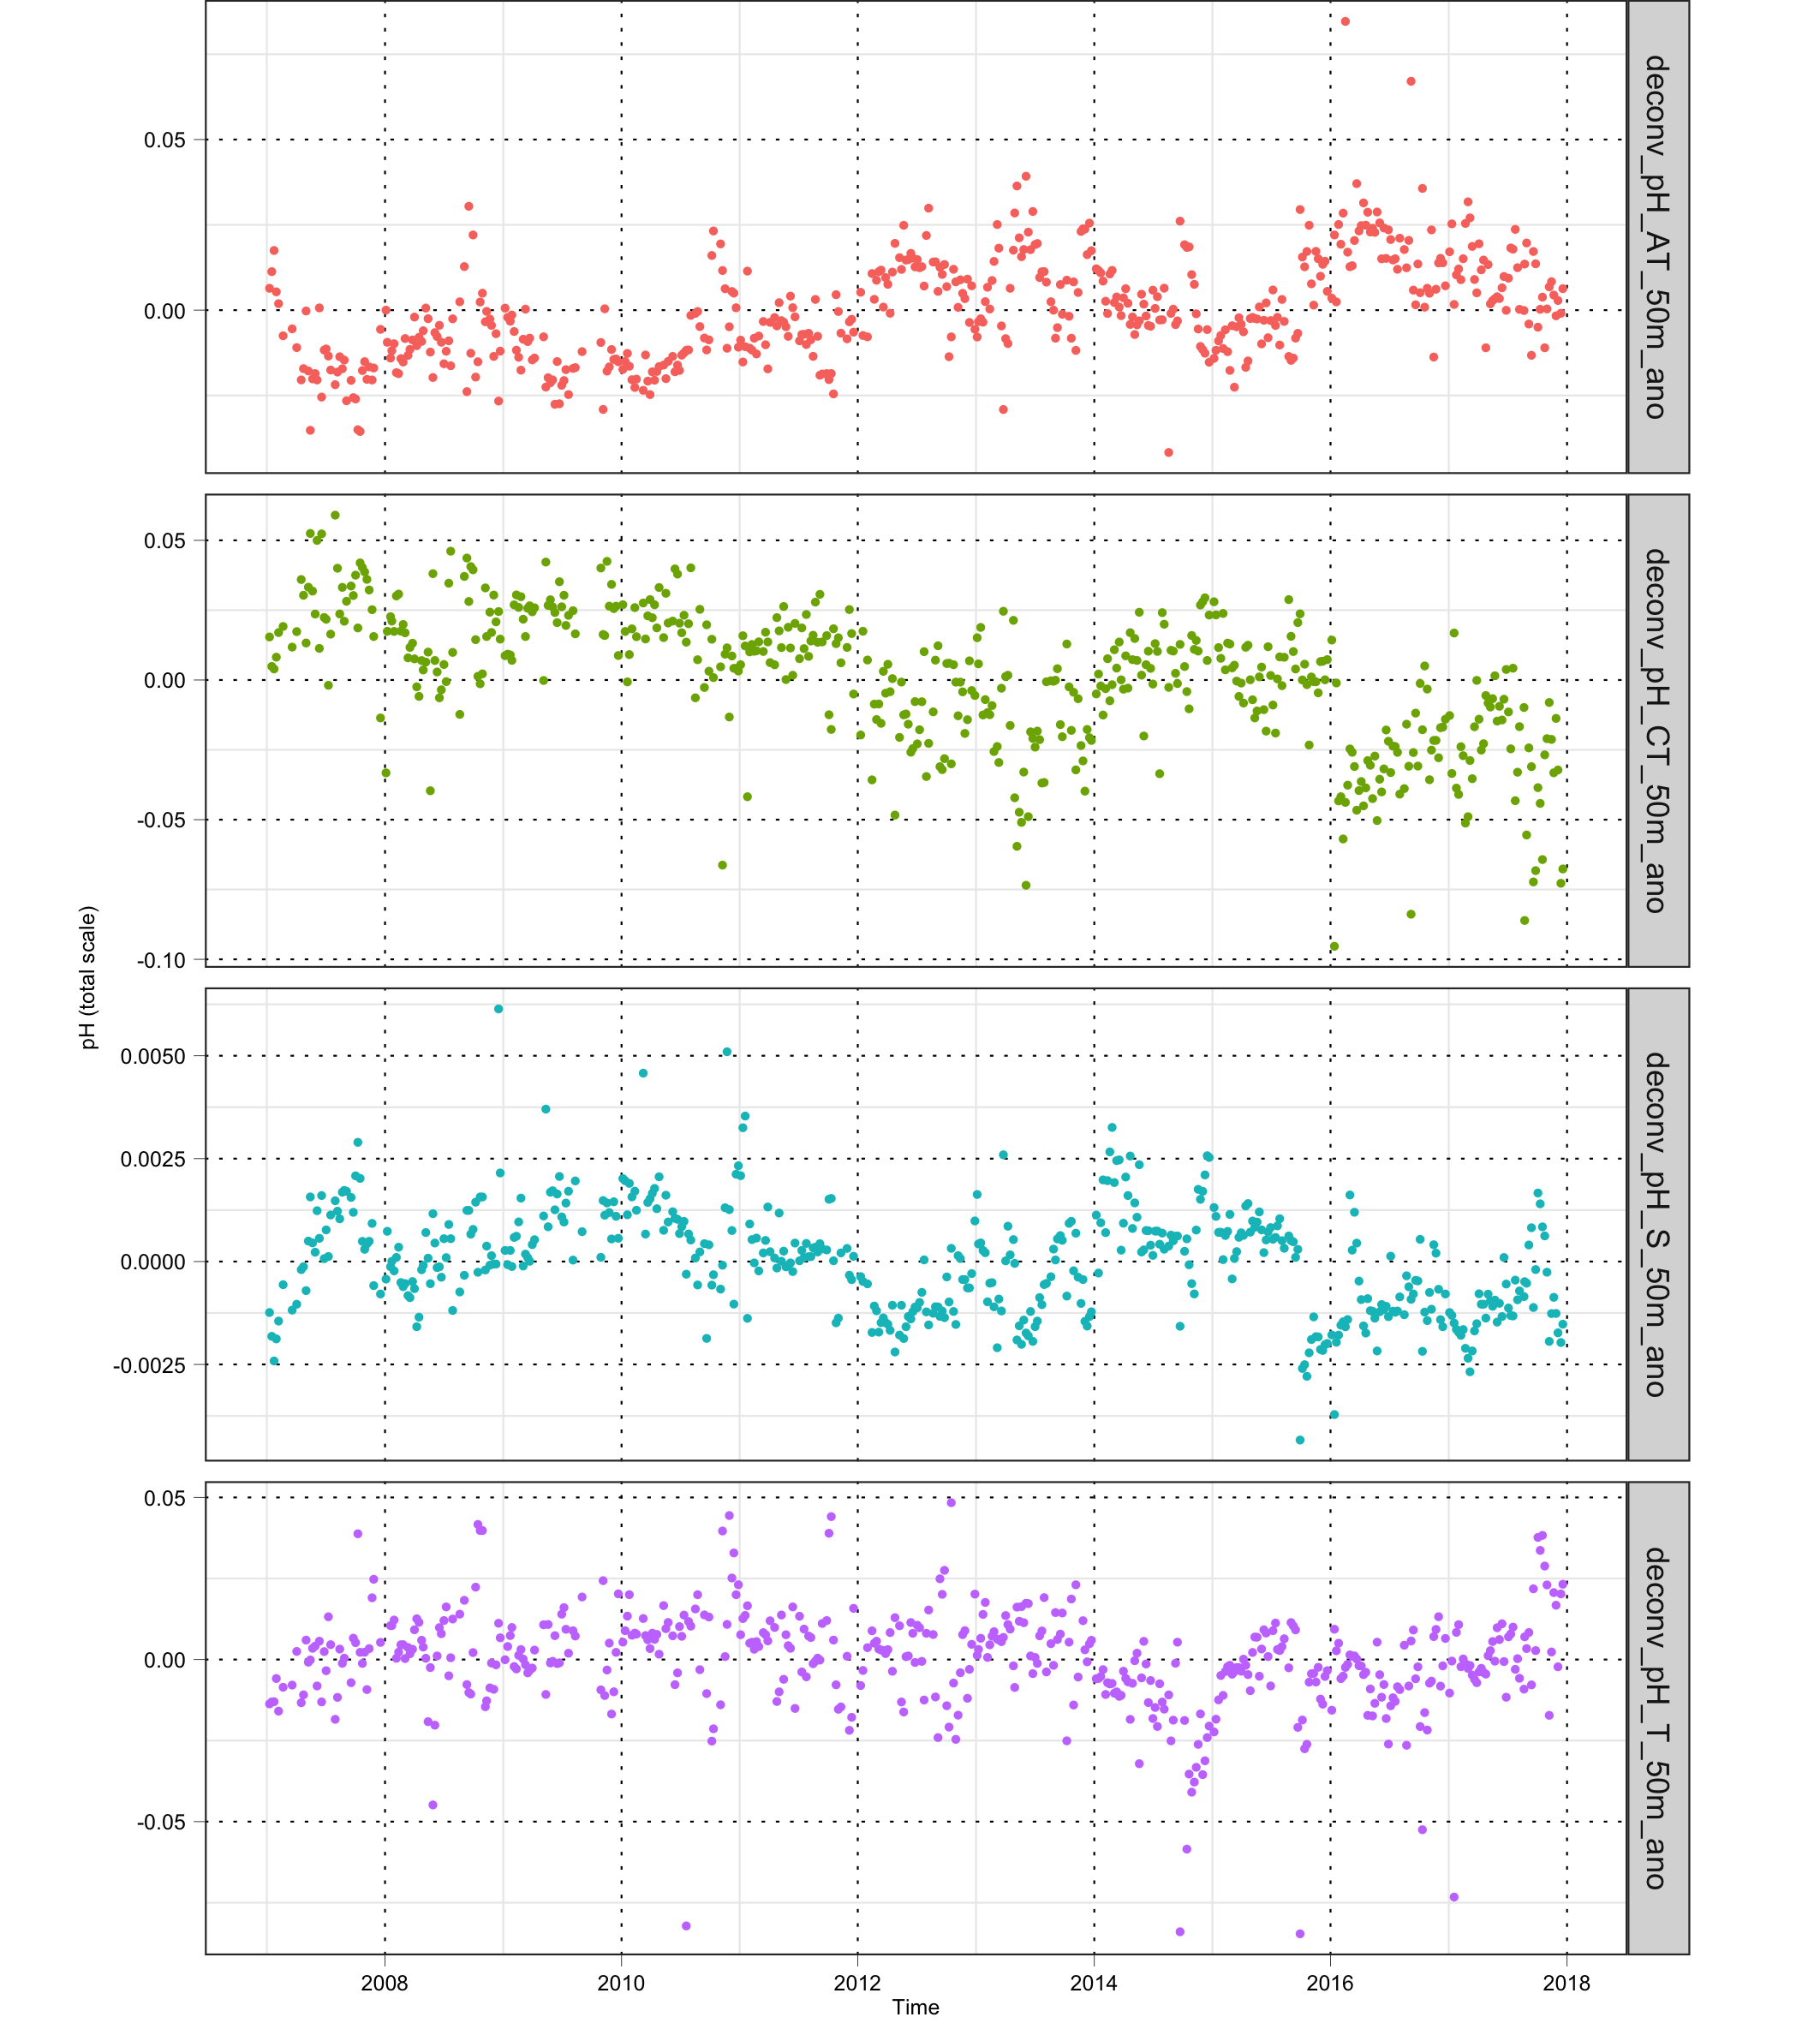 0.05
0.00
deconv_pH_AT_50m_ano
0.05
0.00
-0.05
-0.10
deconv_pH_CT_50m_ano
pH (total scale)
0.0050
0.0025
0.0000
-0.0025
deconv_pH_S_50m_ano
0.05
0.00
-0.05
deconv_pH_T_50m_ano
2008 2010 2012 2014 2016 2018
Time